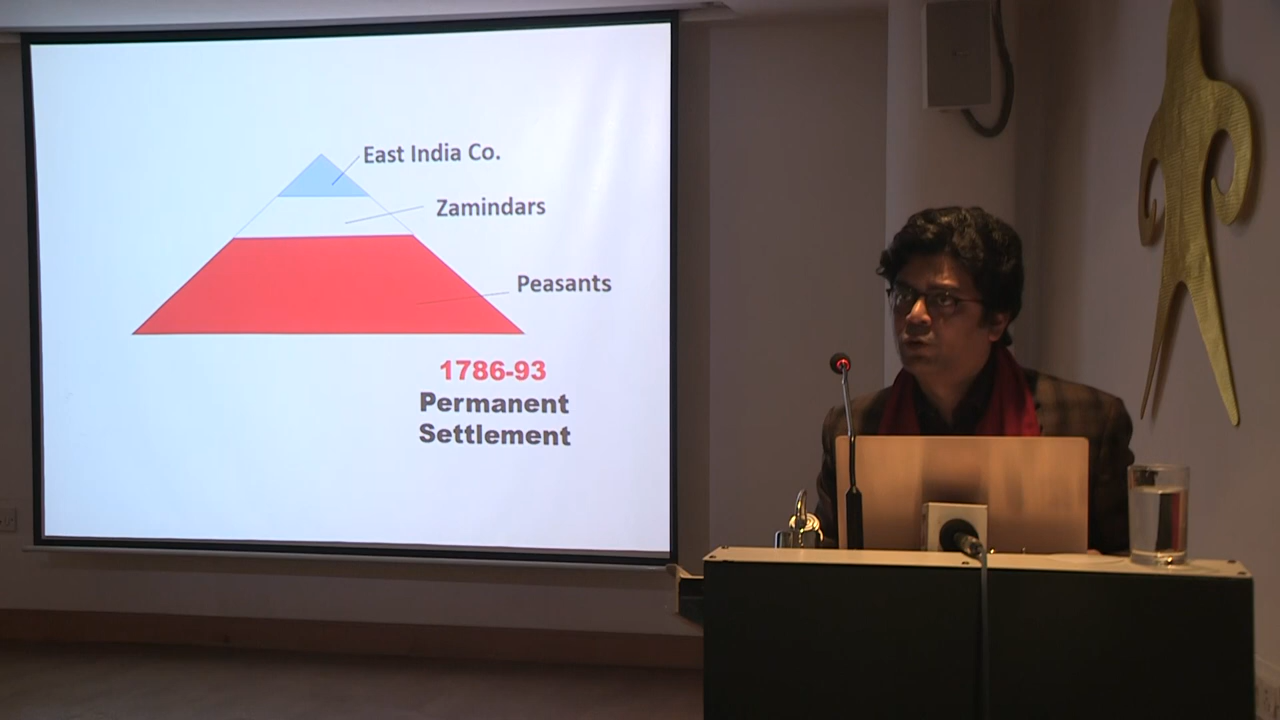 East India Co.
Zamindars
Peasants
1786-93
Permanent
Settlement